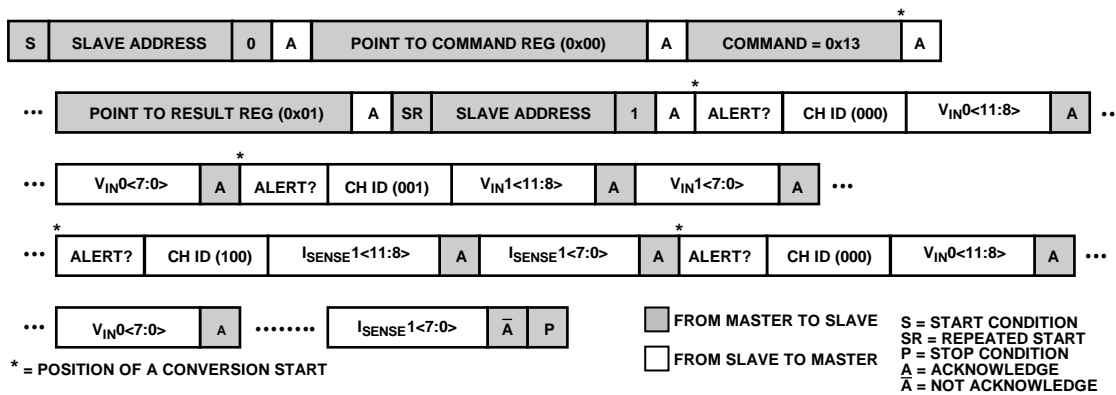 *
S SLAVE ADDRESS 0 A POINT TO COMMAND REG (0x00) A COMMAND = 0x13 A
*
••• POINT TO RESULT REG (0x01) A SR SLAVE ADDRESS 1 A ALERT? CH ID (000) VIN0<11:8> A ••
*
••• VIN0<7:0> A ALERT? CH ID (001) VIN1<11:8> A VIN1<7:0> A •••
* *
••• ALERT? CH ID (100) ISENSE1<11:8> A ISENSE1<7:0> A ALERT? CH ID (000) VIN0<11:8> A •••
••• VIN0<7:0> A •••••••• ISENSE1<7:0> A̅ P
* = POSITION OF A CONVERSION START
FROM MASTER TO SLAVE
FROM SLAVE TO MASTER
S = START CONDITION
SR = REPEATED START
P = STOP CONDITION
A = ACKNOWLEDGE
A̅ = NOT ACKNOWLEDGE